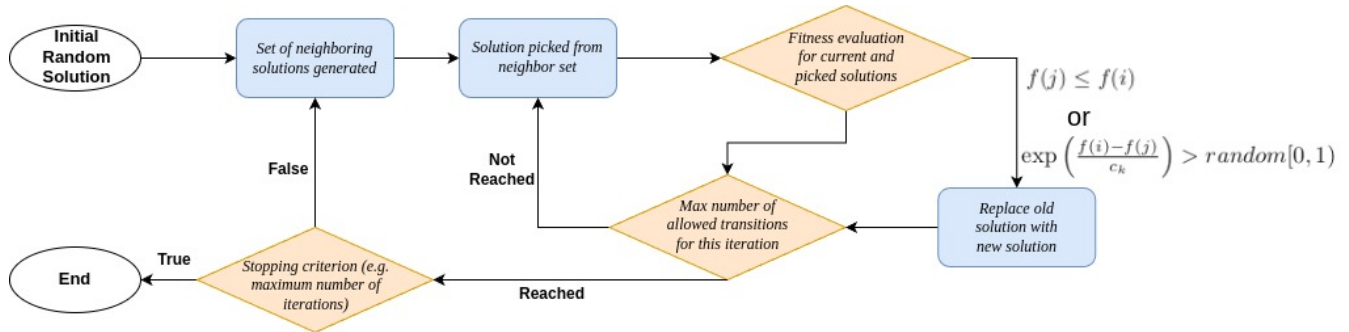 Initial
Random
Solution
Set of neighboring
solutions generated
Solution picked from
neighbor set
Fitness evaluation
for current and
picked solutions
f(j) ≤ f(i)
or
exp((f(i)−f(j))/c_k) > random[0, 1)
False
Not
Reached
Max number of
allowed transitions
for this iteration
Replace old
solution with
new solution
End
True
Stopping criterion (e.g.
maximum number of
iterations)
Reached